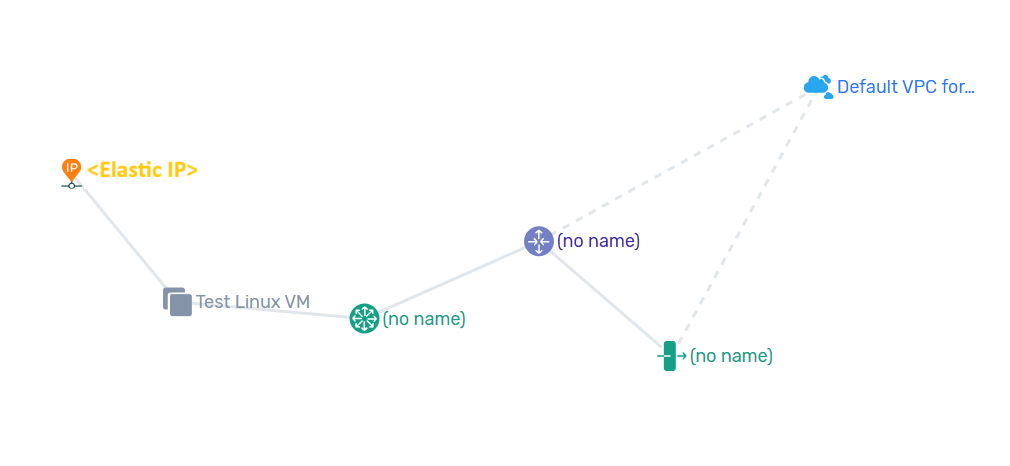 Default VPC for...
IP
<Elastic IP>
(no name)
Test Linux VM
(no name)
(no name)